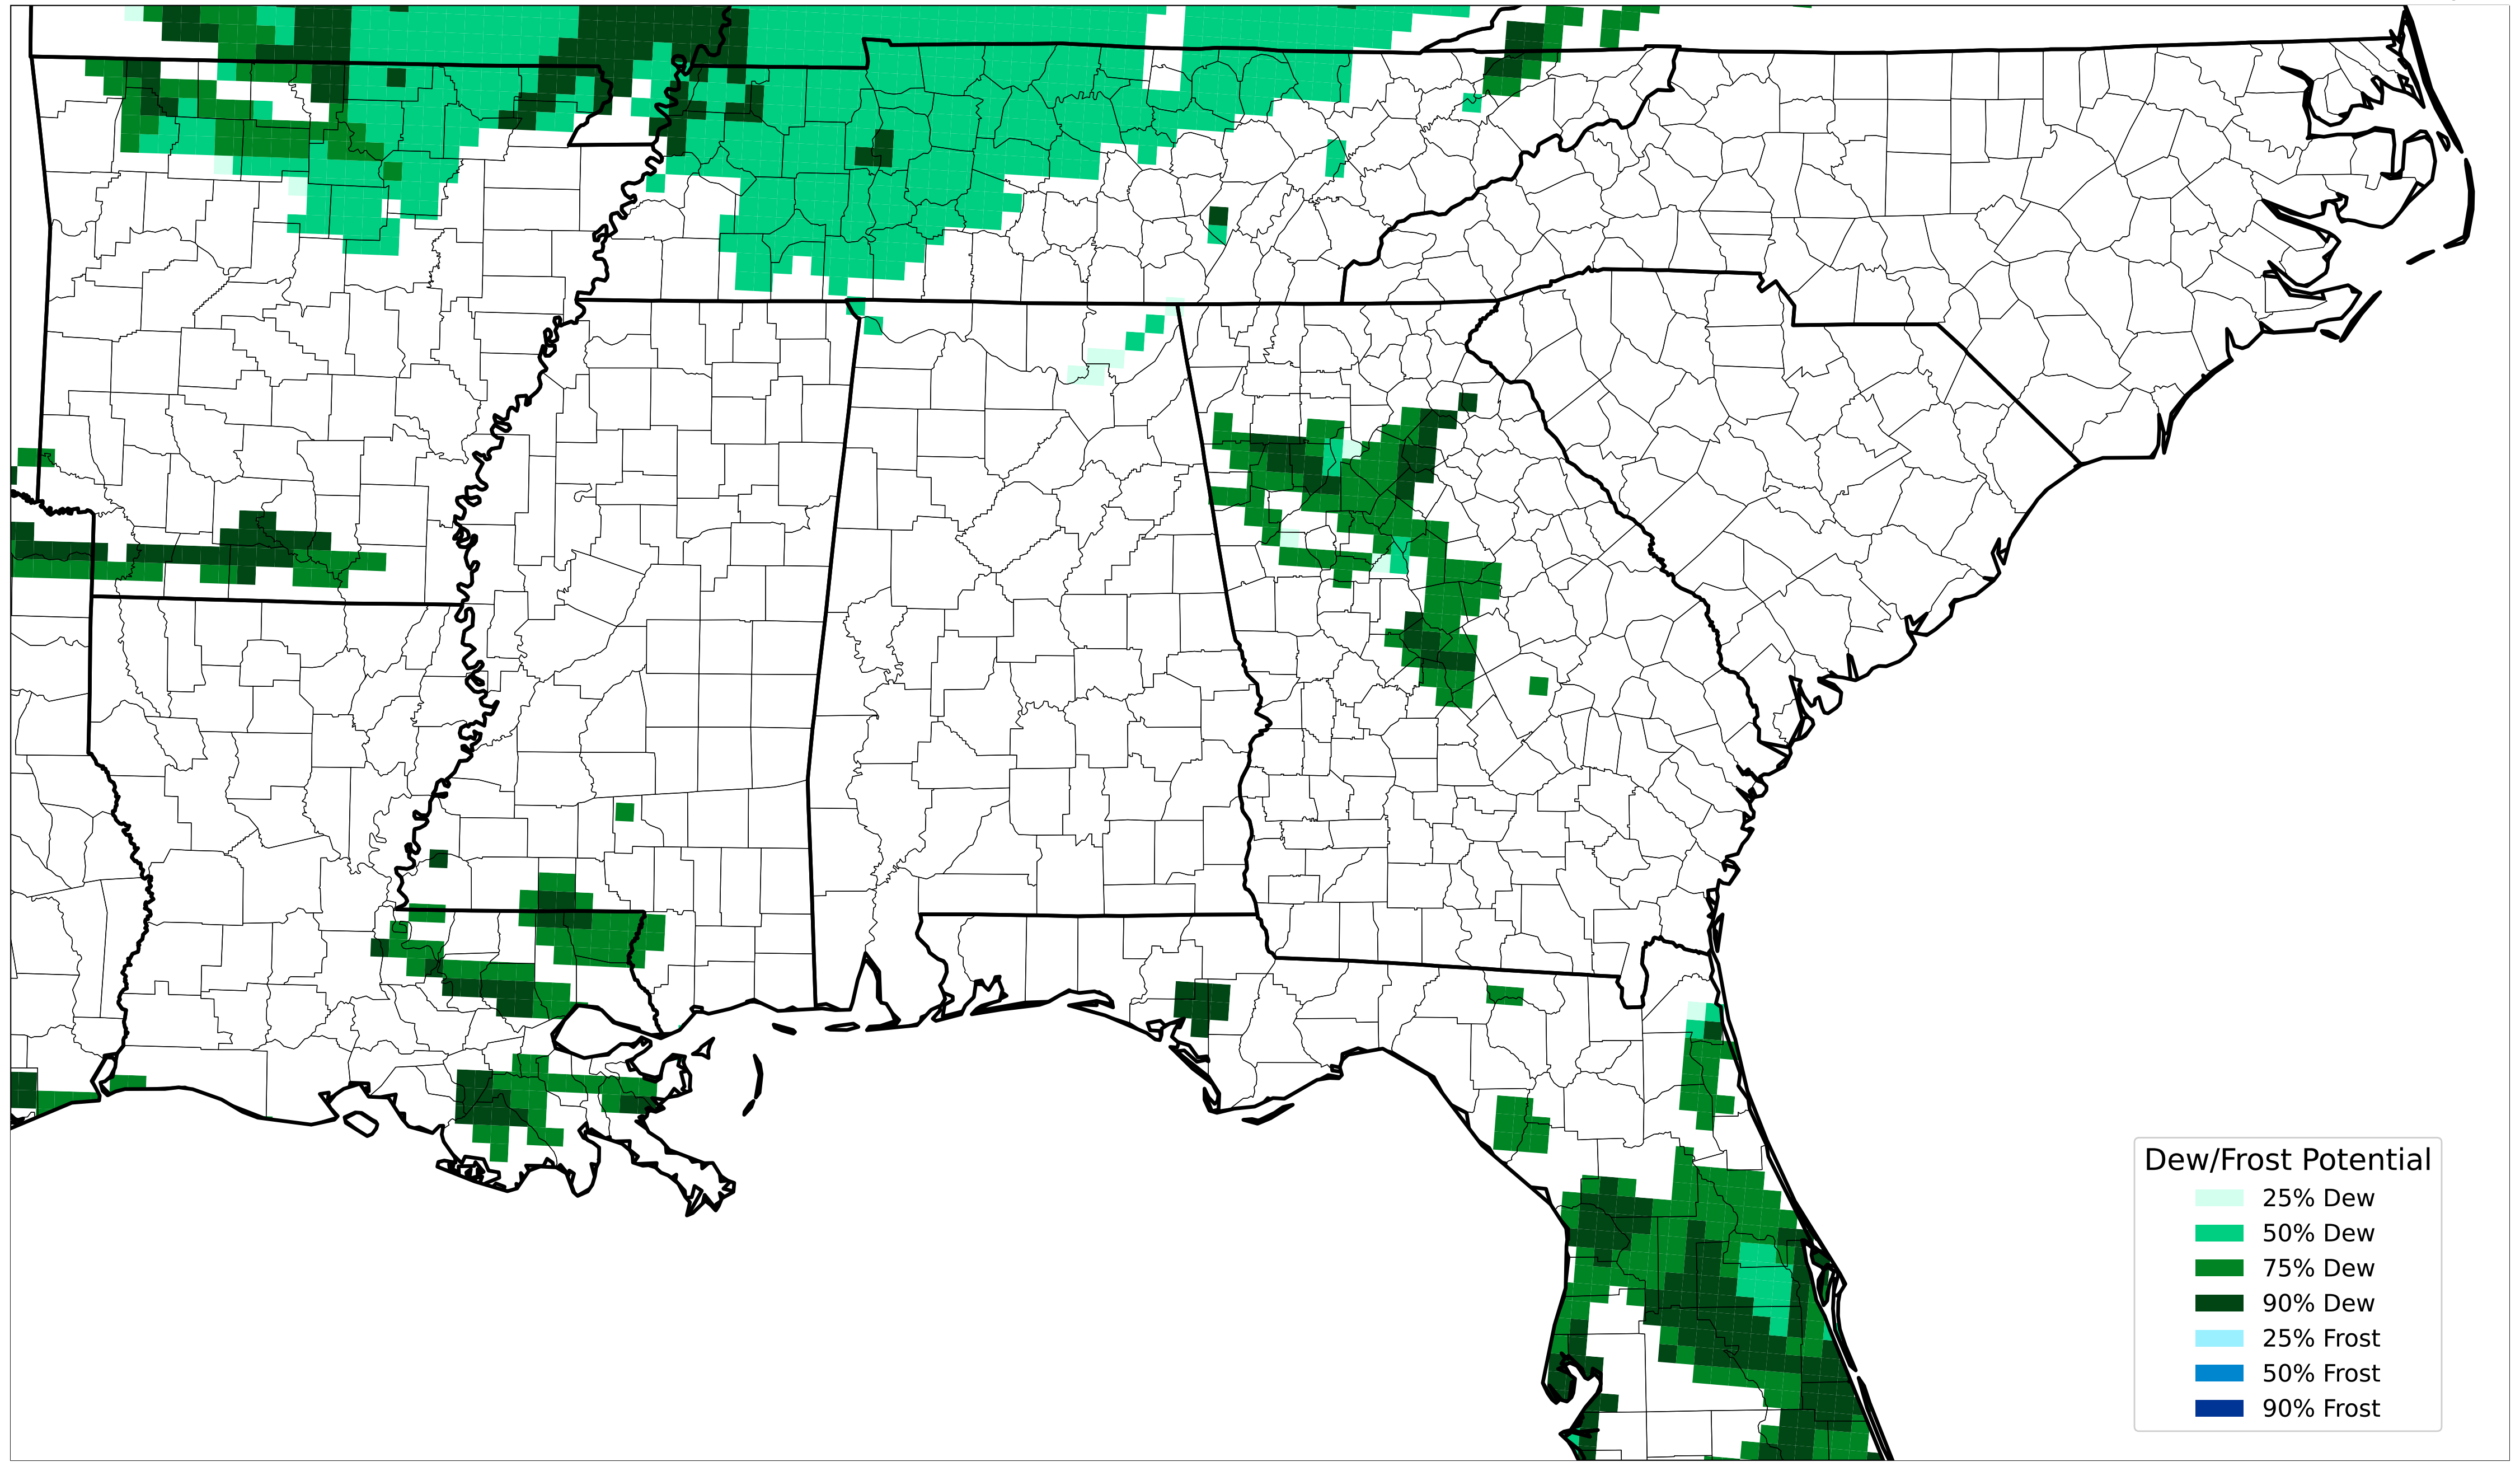 Dew/Frost Potential
25% Dew
50% Dew
75% Dew
90% Dew
25% Frost
50% Frost
90% Frost